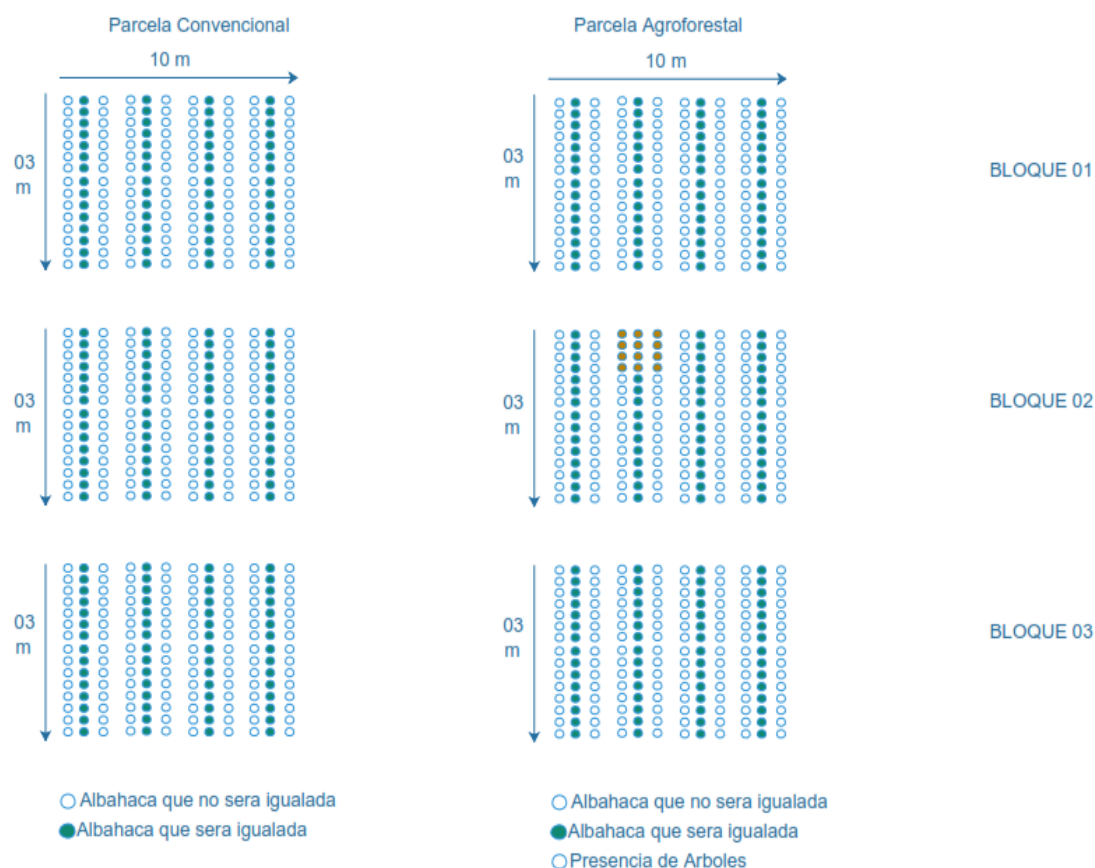 Parcela Convencional
Parcela Agroforestal
10 m
10 m
03
m
03
m
BLOQUE 01
03
m
03
m
BLOQUE 02
03
m
03
m
BLOQUE 03
Albahaca que no sera igualada
Albahaca que sera igualada
Albahaca que no sera igualada
Albahaca que sera igualada
Presencia de Arboles